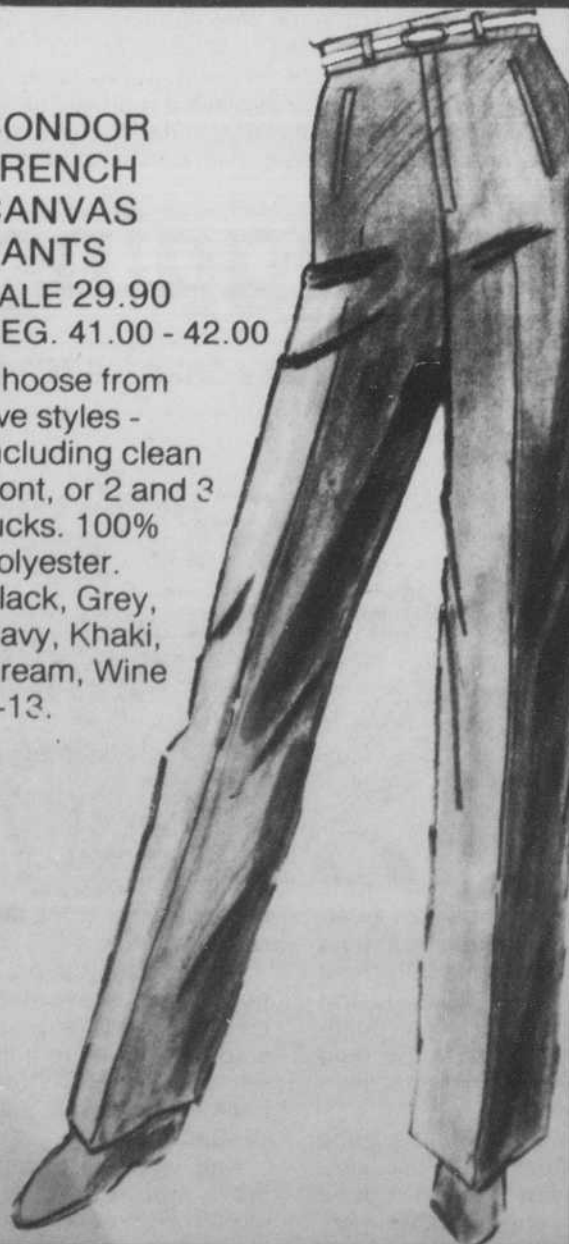 ONDOR
RENCH
ANVAS
ANTS
ALE 29.90
EG. 41.00 - 42.00
hoose from
ve styles -
ncluding clean
ont, or 2 and 3
ucks. 100%
olyester.
lack, Grey,
avy, Khaki,
ream, Wine
-13.